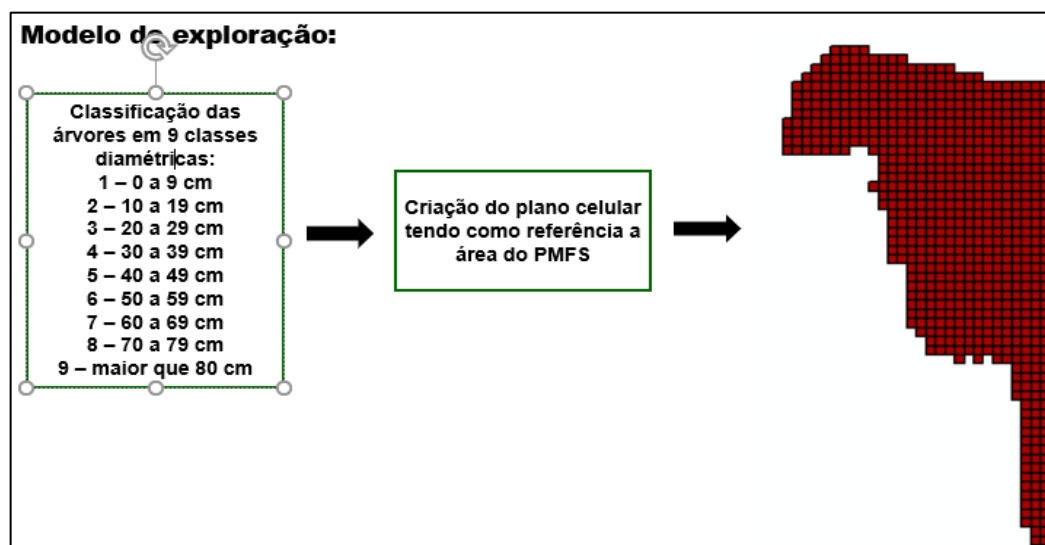 Modelo de exploração:
Classificação das
árvores em 9 classes
diamétricas:
1 – 0 a 9 cm
2 – 10 a 19 cm
3 – 20 a 29 cm
4 – 30 a 39 cm
5 – 40 a 49 cm
6 – 50 a 59 cm
7 – 60 a 69 cm
8 – 70 a 79 cm
9 – maior que 80 cm
Criação do plano celular
tendo como referência a
área do PMFS